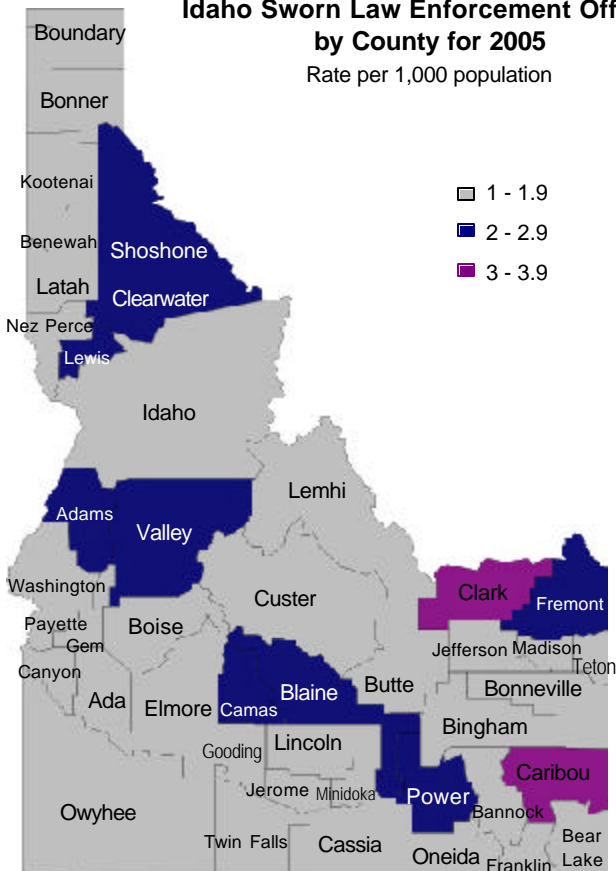 Idaho Sworn Law Enforcement Off
by County for 2005
Rate per 1,000 population
1 - 1.9
2 - 2.9
3 - 3.9
Boundary
Bonner
Kootenai
Benewah
Shoshone
Latah
Clearwater
Nez Perce
Lewis
Idaho
Lemhi
Adams
Valley
Washington
Custer
Clark
Fremont
Payette
Boise
Gem
Jefferson
Madison
Teton
Canyon
Ada
Elmore
Camas
Blaine
Butte
Bonneville
Bingham
Gooding
Lincoln
Caribou
Jerome
Minidoka
Power
Bannock
Owyhee
Twin Falls
Cassia
Oneida
Franklin
Bear
Lake